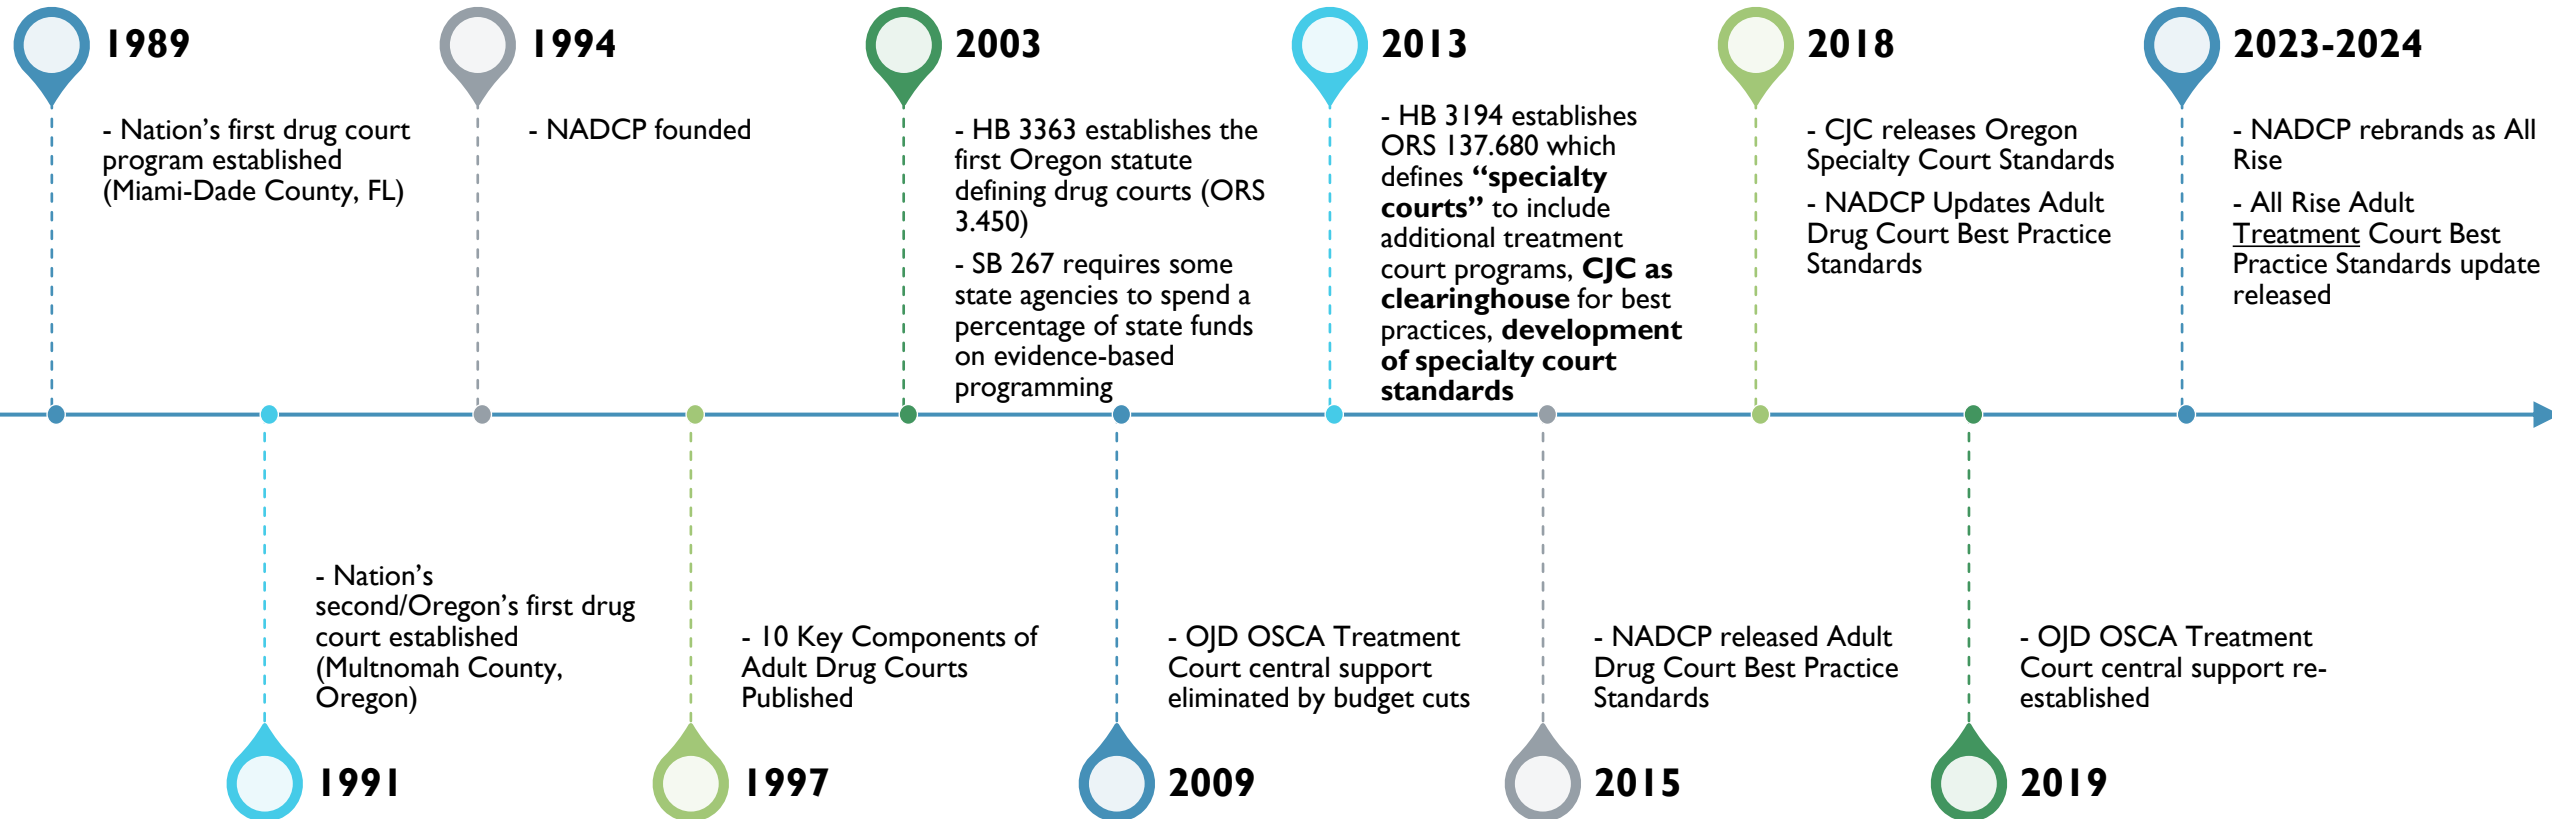 1989
- Nation’s first drug court
program established
(Miami-Dade County, FL)
1994
- NADCP founded
2003
- HB 3363 establishes the
first Oregon statute
defining drug courts (ORS
3.450)
- SB 267 requires some
state agencies to spend a
percentage of state funds
on evidence-based
programming
2013
- HB 3194 establishes
ORS 137.680 which
defines “specialty
courts” to include
additional treatment
court programs, CJC as
clearinghouse for best
practices, development
of specialty court
standards
2018
- CJC releases Oregon
Specialty Court Standards
- NADCP Updates Adult
Drug Court Best Practice
Standards
2023-2024
- NADCP rebrands as All
Rise
- All Rise Adult
Treatment Court Best
Practice Standards update
released
- Nation’s
second/Oregon’s first drug
court established
(Multnomah County,
Oregon)
1991
- 10 Key Components of
Adult Drug Courts
Published
1997
- OJD OSCA Treatment
Court central support
eliminated by budget cuts
2009
- NADCP released Adult
Drug Court Best Practice
Standards
2015
- OJD OSCA Treatment
Court central support re-
established
2019